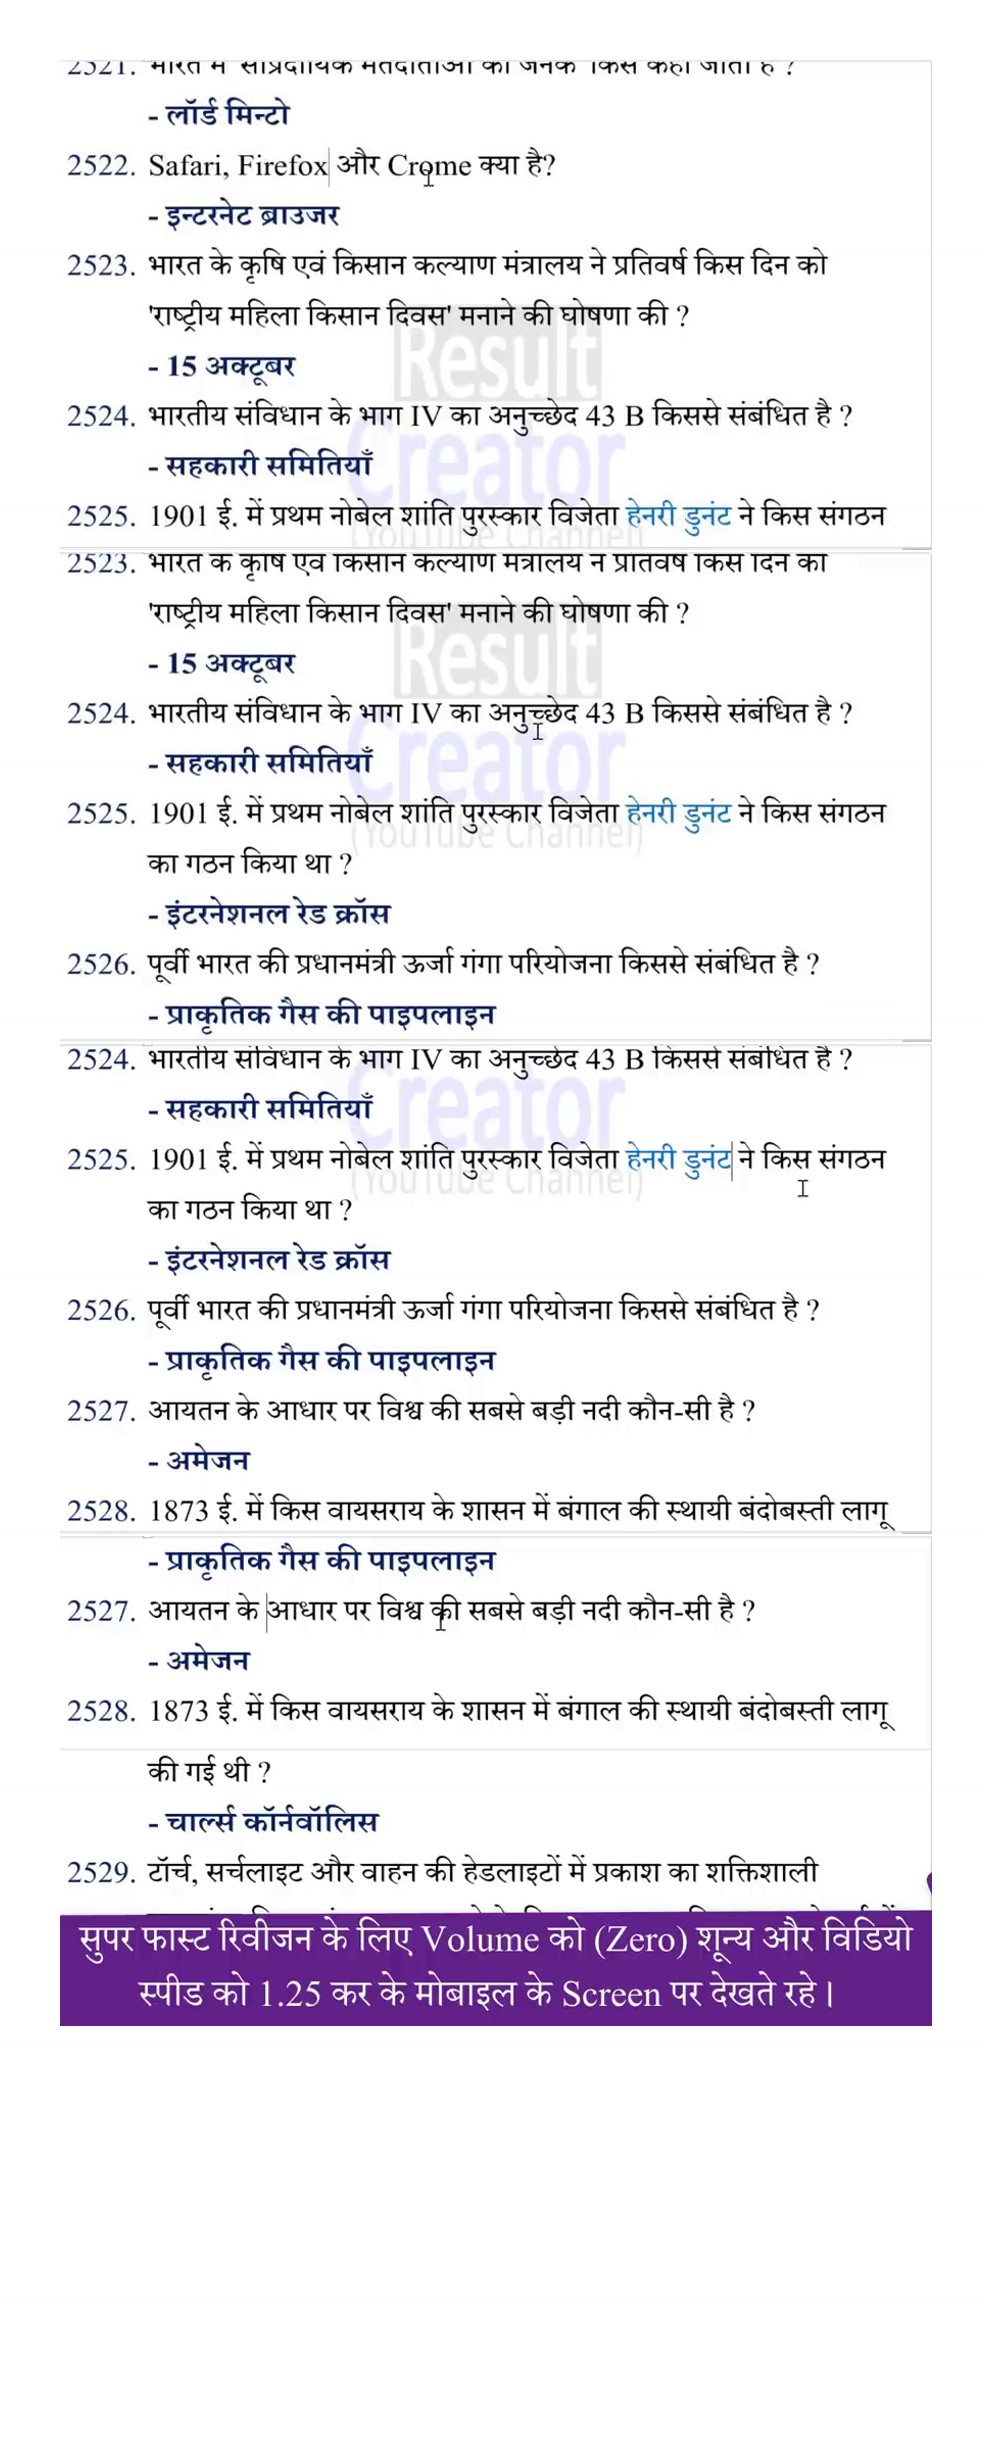 2521. भारत में सांप्रदायिक मतदाताओं का जनक किसे कहा जाता है ?
- लॉर्ड मिन्टो
2522. Safari, Firefox और Crome क्या है?
- इन्टरनेट ब्राउजर
2523. भारत के कृषि एवं किसान कल्याण मंत्रालय ने प्रतिवर्ष किस दिन को
'राष्ट्रीय महिला किसान दिवस' मनाने की घोषणा की ?
- 15 अक्टूबर
2524. भारतीय संविधान के भाग IV का अनुच्छेद 43 B किससे संबंधित है ?
- सहकारी समितियाँ
2525. 1901 ई. में प्रथम नोबेल शांति पुरस्कार विजेता हेनरी डुनंट ने किस संगठन
2523. भारत के कृषि एवं किसान कल्याण मंत्रालय ने प्रतिवर्ष किस दिन को
'राष्ट्रीय महिला किसान दिवस' मनाने की घोषणा की ?
- 15 अक्टूबर
2524. भारतीय संविधान के भाग IV का अनुच्छेद 43 B किससे संबंधित है ?
- सहकारी समितियाँ
2525. 1901 ई. में प्रथम नोबेल शांति पुरस्कार विजेता हेनरी डुनंट ने किस संगठन
का गठन किया था ?
- इंटरनेशनल रेड क्रॉस
2526. पूर्वी भारत की प्रधानमंत्री ऊर्जा गंगा परियोजना किससे संबंधित है ?
- प्राकृतिक गैस की पाइपलाइन
2524. भारतीय संविधान के भाग IV का अनुच्छेद 43 B किससे संबंधित है ?
- सहकारी समितियाँ
2525. 1901 ई. में प्रथम नोबेल शांति पुरस्कार विजेता हेनरी डुनंट ने किस संगठन
का गठन किया था ?
- इंटरनेशनल रेड क्रॉस
2526. पूर्वी भारत की प्रधानमंत्री ऊर्जा गंगा परियोजना किससे संबंधित है ?
- प्राकृतिक गैस की पाइपलाइन
2527. आयतन के आधार पर विश्व की सबसे बड़ी नदी कौन-सी है ?
- अमेजन
2528. 1873 ई. में किस वायसराय के शासन में बंगाल की स्थायी बंदोबस्ती लागू
- प्राकृतिक गैस की पाइपलाइन
2527. आयतन के आधार पर विश्व की सबसे बड़ी नदी कौन-सी है ?
- अमेजन
2528. 1873 ई. में किस वायसराय के शासन में बंगाल की स्थायी बंदोबस्ती लागू
की गई थी ?
- चार्ल्स कॉर्नवॉलिस
2529. टॉर्च, सर्चलाइट और वाहन की हेडलाइटों में प्रकाश का शक्तिशाली
सुपर फास्ट रिवीजन के लिए Volume को (Zero) शून्य और विडियो
स्पीड को 1.25 कर के मोबाइल के Screen पर देखते रहे।